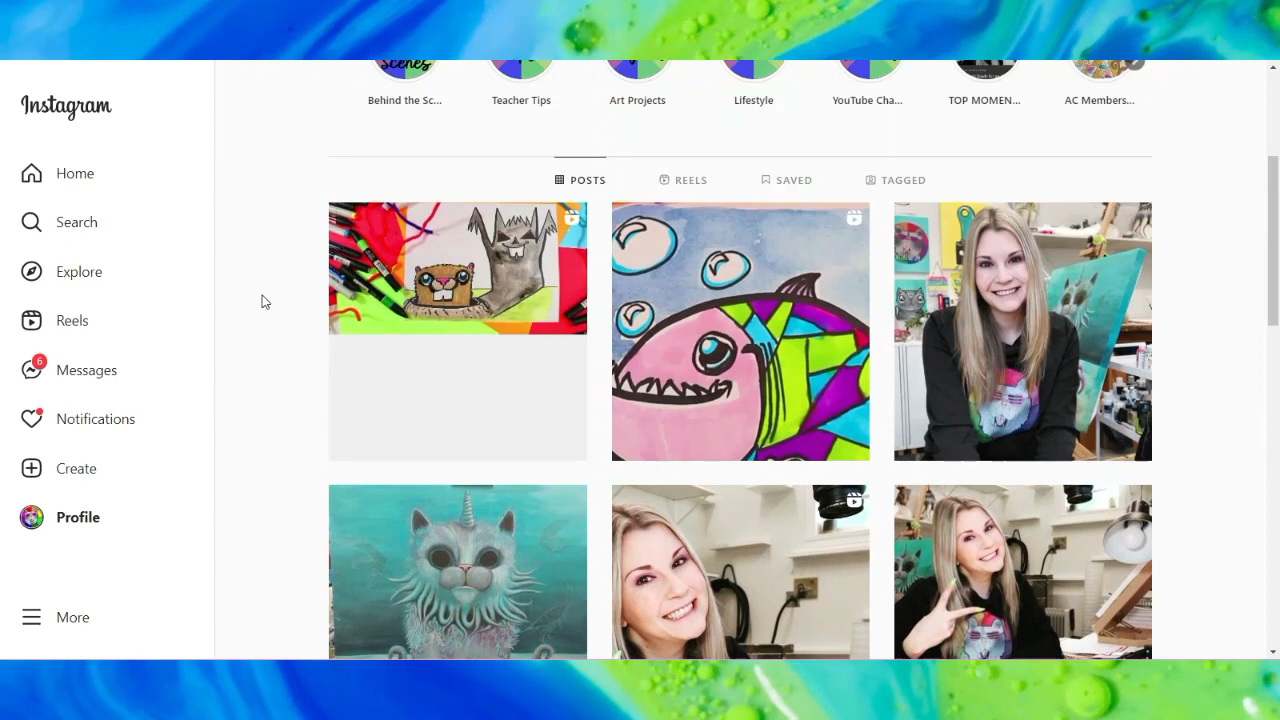 Scenes
Behind the Sc...
Teacher Tips
Art Projects
Lifestyle
YouTube Cha...
TOP MOMEN...
AC Members...
Instagram
Home
Search
Explore
Reels
6
Messages
Notifications
Create
Profile
More
POSTS
REELS
SAVED
TAGGED